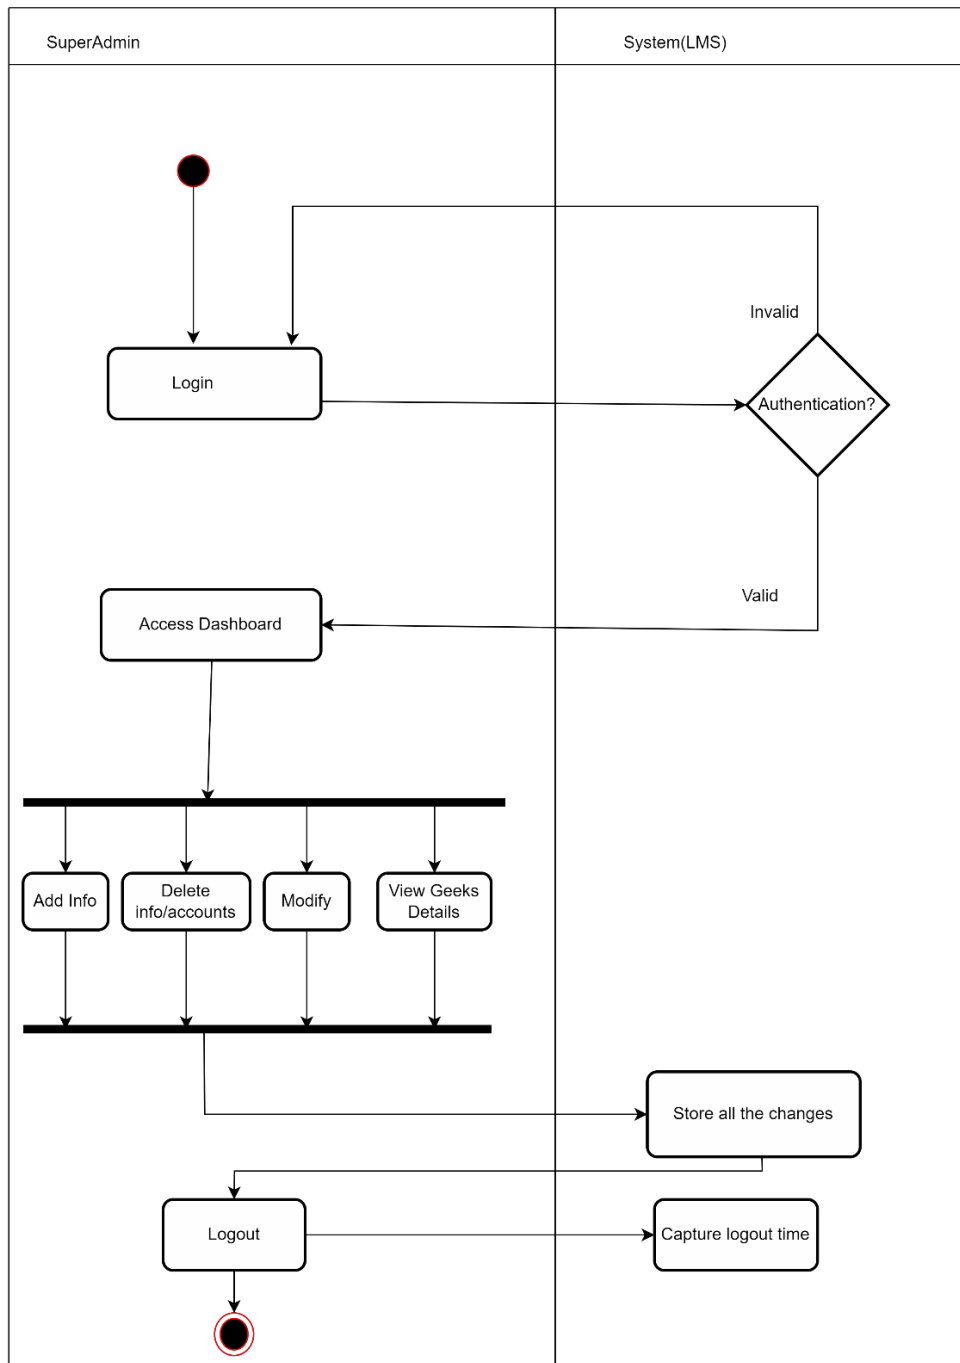 SuperAdmin
System(LMS)
Invalid
Login
Authentication?
Valid
Access Dashboard
Add Info
Delete
info/accounts
Modify
View Geeks
Details
Store all the changes
Logout
Capture logout time